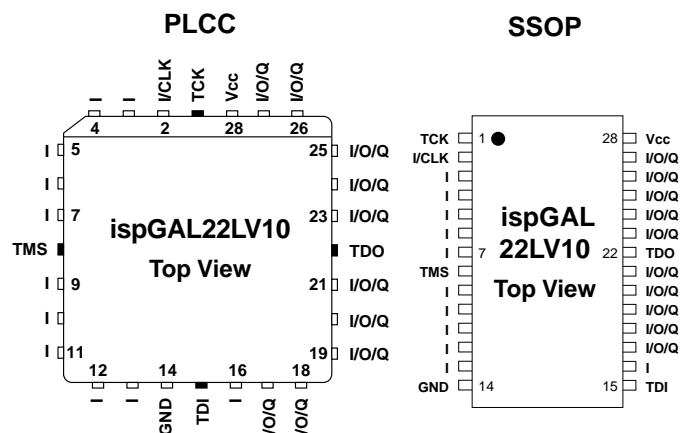 PLCC
I
I
I/CLK
TCK
Vcc
I/O/Q
I/O/Q
4
2
28
26
I 5
25 I/O/Q
I
I/O/Q
I 7
23 I/O/Q
ispGAL22LV10
Top View
TMS
TDO
I 9
21 I/O/Q
I
I/O/Q
I 11
19 I/O/Q
12
14
16
18
I
I
GND
TDI
I
I/O/Q
I/O/Q
SSOP
TCK 1
28 Vcc
I/CLK
I/O/Q
I
I/O/Q
I
I/O/Q
I
I/O/Q
I
I/O/Q
ispGAL
22LV10
Top View
I 7
22 TDO
TMS
I/O/Q
I
I/O/Q
I
I/O/Q
I
I/O/Q
I
I/O/Q
I
I
GND 14
15 TDI